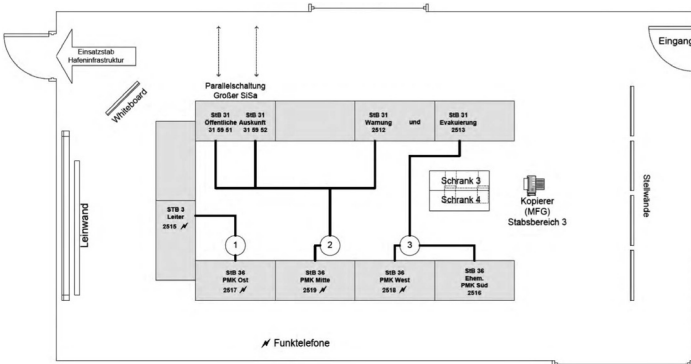 Einsatzstab
Hafeninfrastruktur
Eingang
Whiteboard
Parallelschaltung
Großer SiSa
StB 31 StB 31
Öffentliche Auskunft
31 59 51 31 59 52
StB 31
Warnung und
2512
StB 31
Evakuierung
2513
Leinwand
STB 3
Leiter
2515
Schrank 3
Schrank 4
Kopierer
(MFG)
Stabsbereich 3
Stellwände
1
2
3
StB 36
PMK Ost
2517
StB 36
PMK Mitte
2519
StB 36
PMK West
2518
StB 36
Ehem.
PMK Süd
2516
Funktelefone